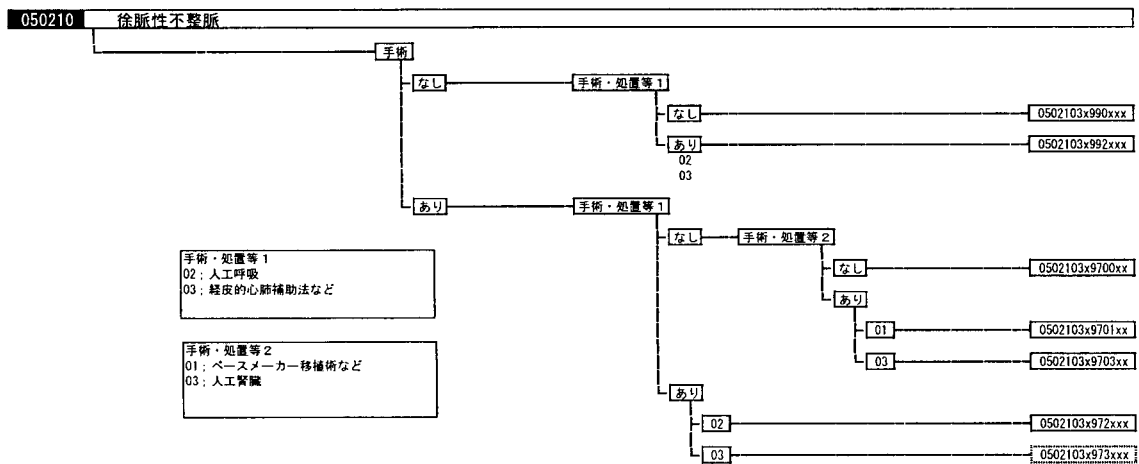 050210 徐脈性不整脈
手術
なし 手術・処置等1
なし 0502103x990xxx
あり 0502103x992xxx
02
03
あり 手術・処置等1
なし 手術・処置等2
なし 0502103x9700xx
あり
01 0502103x9701xx
03 0502103x9703xx
あり
02 0502103x972xxx
03 0502103x973xxx
手術・処置等1
02;人工呼吸
03;経皮的心肺補助法など
手術・処置等2
01;ペースメーカー移植術など
03;人工腎臓